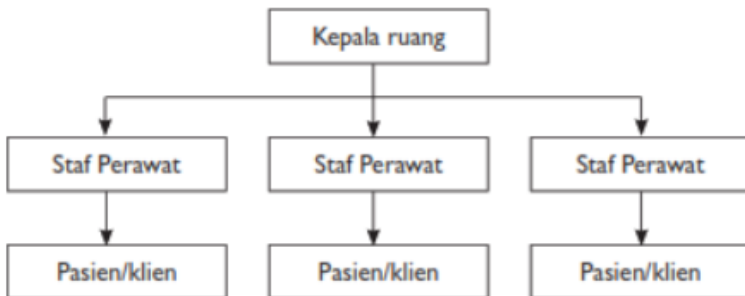 Kepala ruang
Staf Perawat
Staf Perawat
Staf Perawat
Pasien/klien
Pasien/klien
Pasien/klien